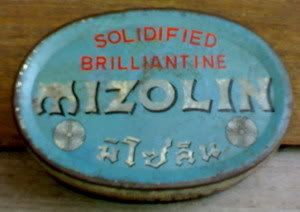 SOLIDIFIED
BRILLIANTINE
MIZOLIN
มิโซลิน